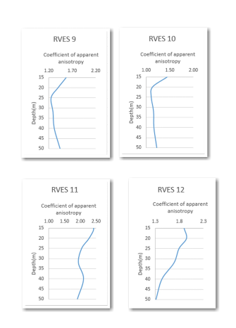 RVES 9
Coefficient of apparent
anisotropy
1.20 1.70 2.20
Depth(m)
15
20
25
30
35
40
45
50
RVES 10
Coefficient of apparent
anisotropy
1.00 1.50 2.00
Depth(m)
15
20
25
30
35
40
45
50
RVES 11
Coefficient of apparent
anisotropy
1.00 1.50 2.00 2.50
Depth(m)
15
20
25
30
35
40
45
50
RVES 12
Coefficient of apparent
anisotropy
1.3 1.8 2.3
Depth(m)
15
20
25
30
35
40
45
50